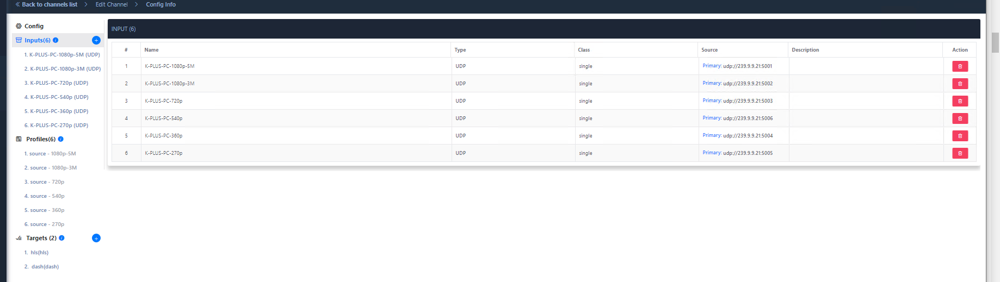 « Back to channels list > Edit Channel > Config Info
Config
Inputs(6) i +
1. K-PLUS-PC-1080p-5M (UDP)
2. K-PLUS-PC-1080p-3M (UDP)
3. K-PLUS-PC-720p (UDP)
4. K-PLUS-PC-540p (UDP)
5. K-PLUS-PC-360p (UDP)
6. K-PLUS-PC-270p (UDP)
Profiles(6) i
1. source - 1080p-5M
2. source - 1080p-3M
3. source - 720p
4. source - 540p
5. source - 360p
6. source - 270p
Targets (2) i +
1. hls(hls)
2. dash(dash)
INPUT (6)
# Name Type Class Source Description Action
1 K-PLUS-PC-1080p-5M UDP single Primary: udp://239.9.9.21:5001
2 K-PLUS-PC-1080p-3M UDP single Primary: udp://239.9.9.21:5002
3 K-PLUS-PC-720p UDP single Primary: udp://239.9.9.21:5003
4 K-PLUS-PC-540p UDP single Primary: udp://239.9.9.21:5006
5 K-PLUS-PC-360p UDP single Primary: udp://239.9.9.21:5004
6 K-PLUS-PC-270p UDP single Primary: udp://239.9.9.21:5005